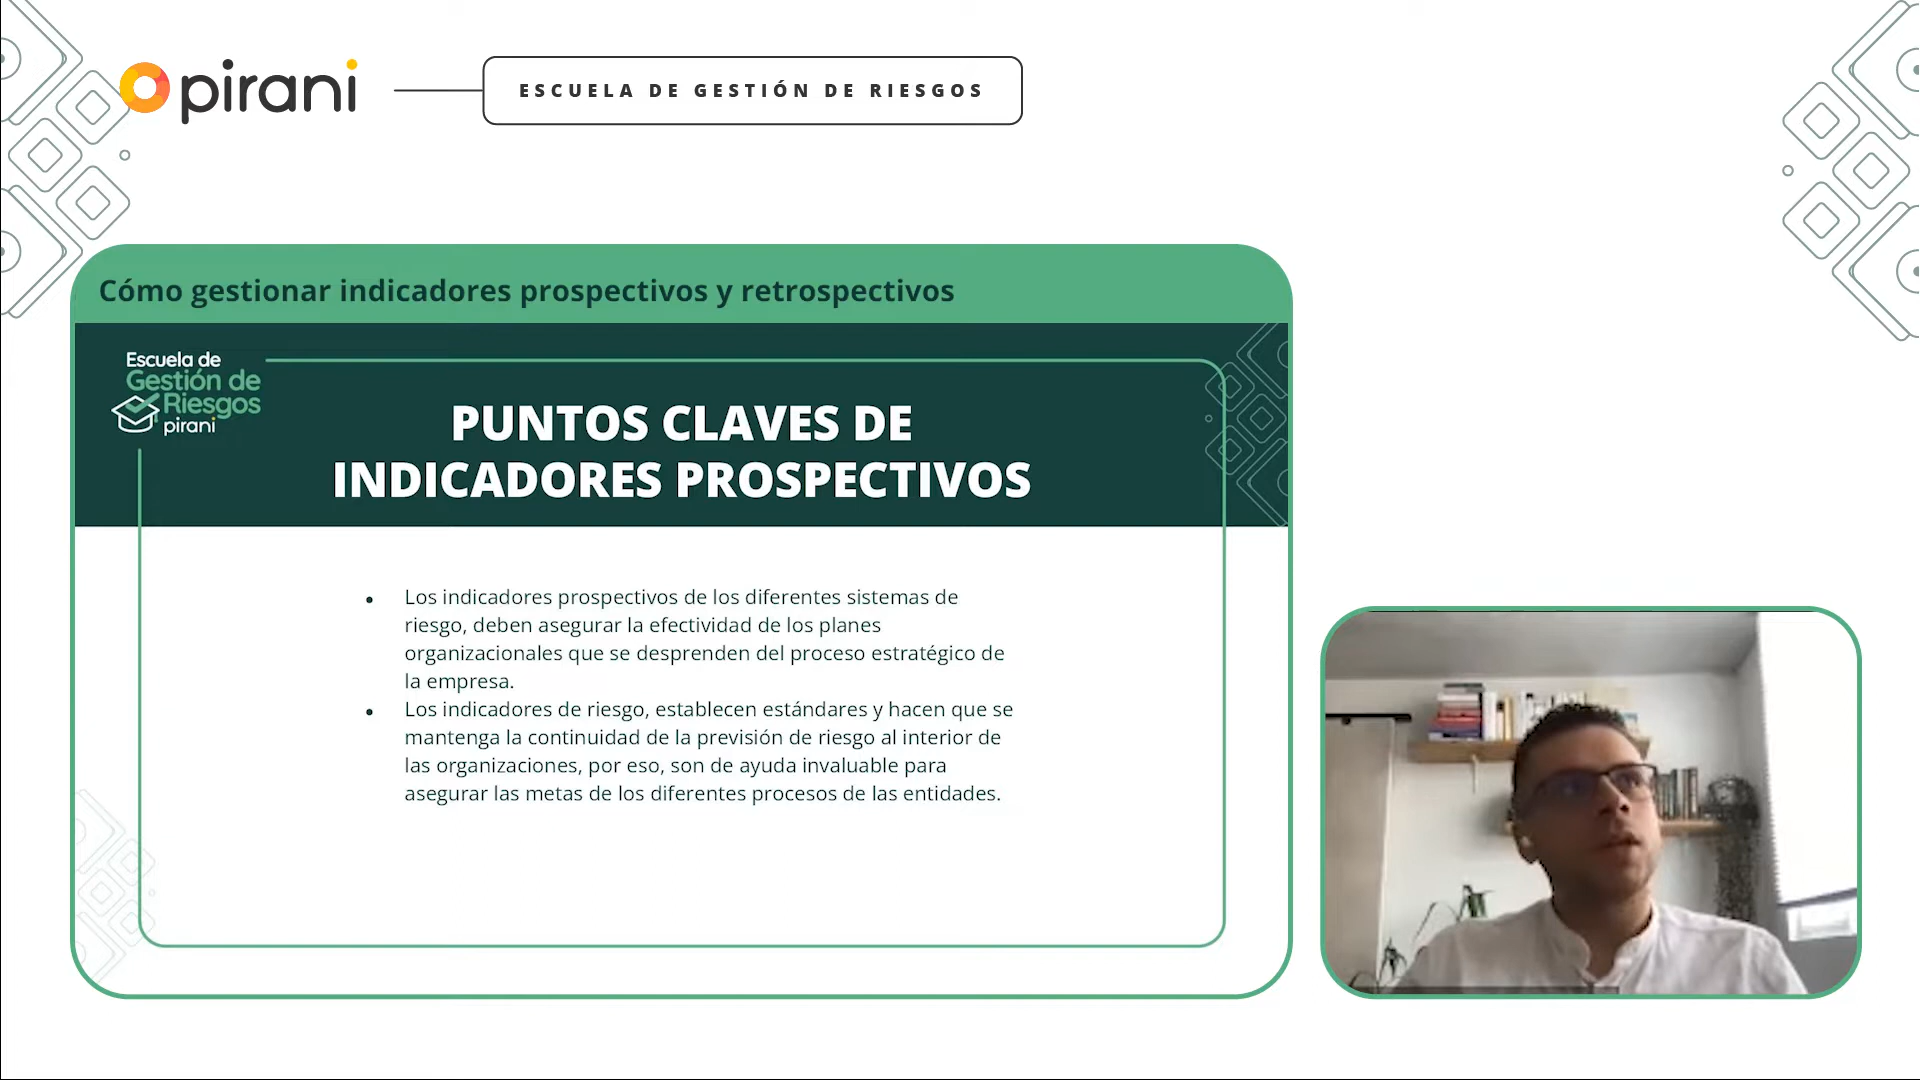 pirani
ESCUELA DE GESTIÓN DE RIESGOS
Cómo gestionar indicadores prospectivos y retrospectivos
Escuela de
Gestión de
Riesgos
pirani
PUNTOS CLAVES DE
INDICADORES PROSPECTIVOS
• Los indicadores prospectivos de los diferentes sistemas de
riesgo, deben asegurar la efectividad de los planes
organizacionales que se desprenden del proceso estratégico de
la empresa.
• Los indicadores de riesgo, establecen estándares y hacen que se
mantenga la continuidad de la previsión de riesgo al interior de
las organizaciones, por eso, son de ayuda invaluable para
asegurar las metas de los diferentes procesos de las entidades.